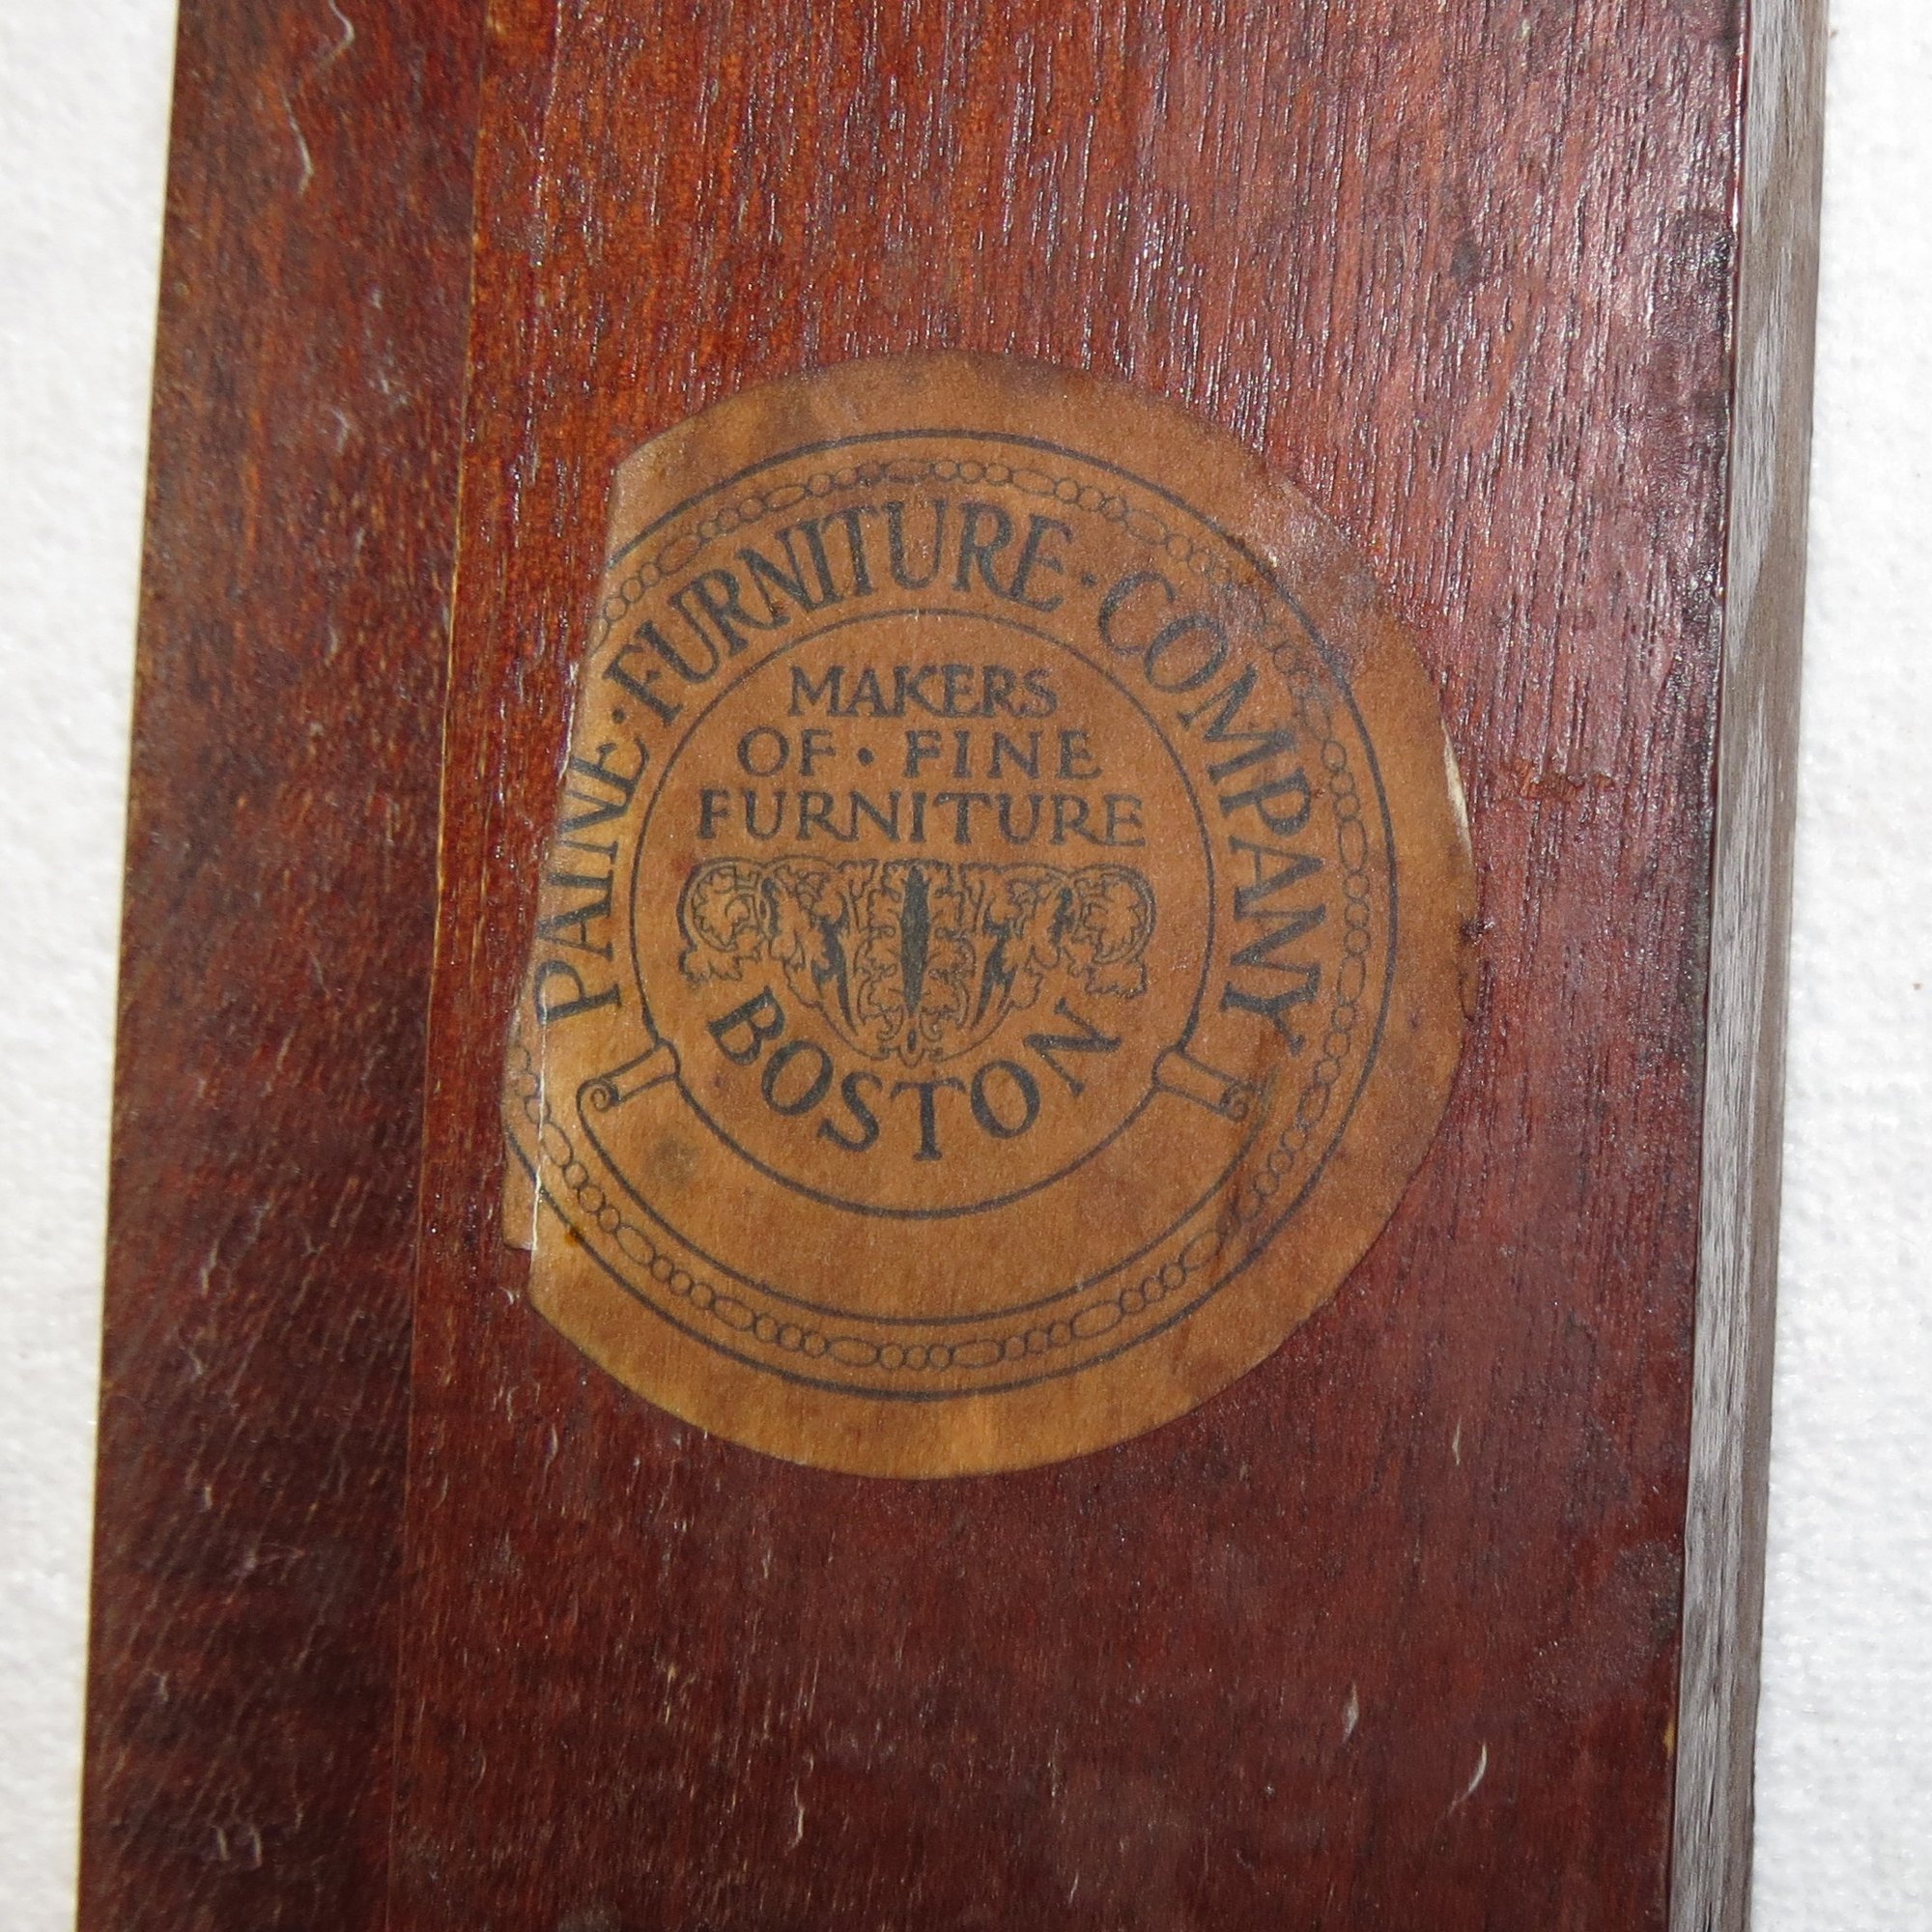 PAINE · FURNITURE · COMPANY
MAKERS
OF · FINE
FURNITURE
BOSTON